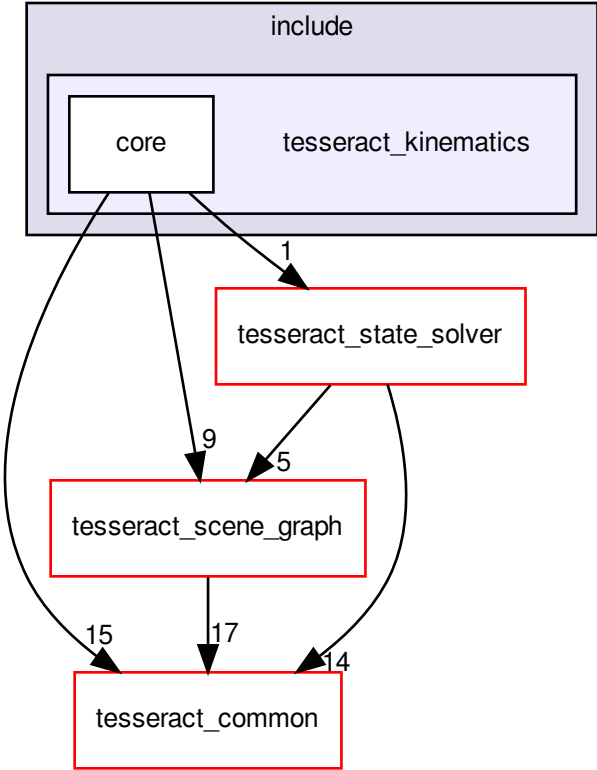 include
core
tesseract_kinematics
1
tesseract_state_solver
9
5
tesseract_scene_graph
15
17
14
tesseract_common